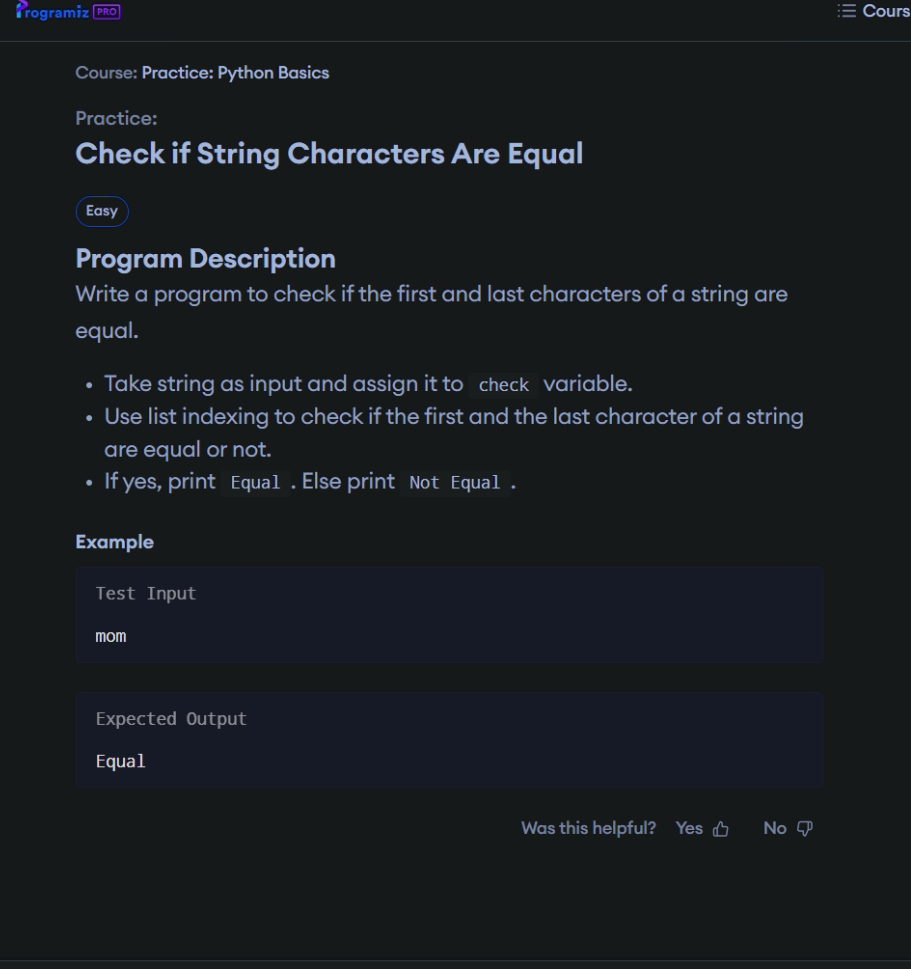 Programiz PRO
Cours
Course: Practice: Python Basics
Practice:
Check if String Characters Are Equal
Easy
Program Description
Write a program to check if the first and last characters of a string are
equal.
• Take string as input and assign it to check variable.
• Use list indexing to check if the first and the last character of a string
are equal or not.
• If yes, print Equal . Else print Not Equal .
Example
Test Input
mom
Expected Output
Equal
Was this helpful? Yes No